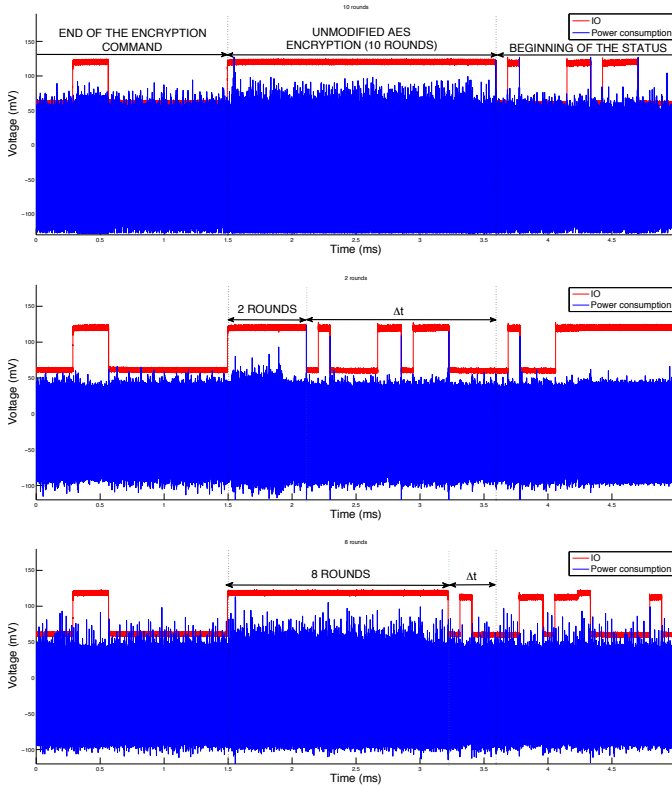 10 rounds
IO
Power consumption
END OF THE ENCRYPTION
COMMAND
UNMODIFIED AES
ENCRYPTION (10 ROUNDS)
BEGINNING OF THE STATUS
Voltage (mV)
150
100
50
0
−50
−100
0 0.5 1 1.5 2 2.5 3 3.5 4 4.5
Time (ms)
2 rounds
IO
Power consumption
2 ROUNDS
Δt
Voltage (mV)
150
100
50
0
−50
−100
0 0.5 1 1.5 2 2.5 3 3.5 4 4.5
Time (ms)
8 rounds
IO
Power consumption
8 ROUNDS
Δt
Voltage (mV)
150
100
50
0
−50
−100
0 0.5 1 1.5 2 2.5 3 3.5 4 4.5
Time (ms)